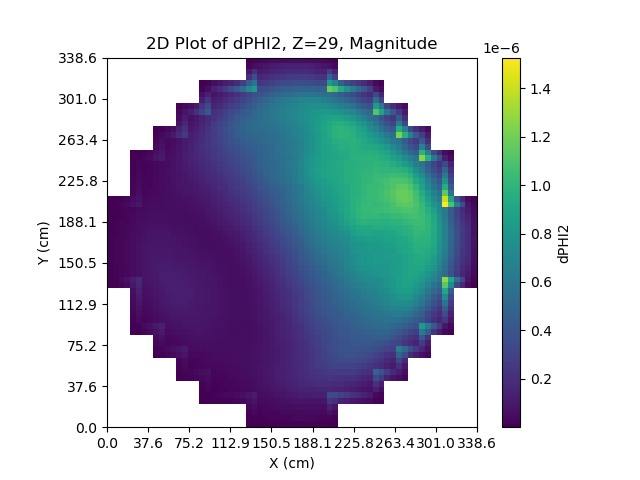 2D Plot of dPHI2, Z=29, Magnitude
1e−6
338.6
301.0
263.4
225.8
188.1
150.5
112.9
75.2
37.6
0.0
Y (cm)
0.0 37.6 75.2 112.9 150.5 188.1 225.8 263.4 301.0 338.6
X (cm)
1.4
1.2
1.0
0.8
0.6
0.4
0.2
dPHI2